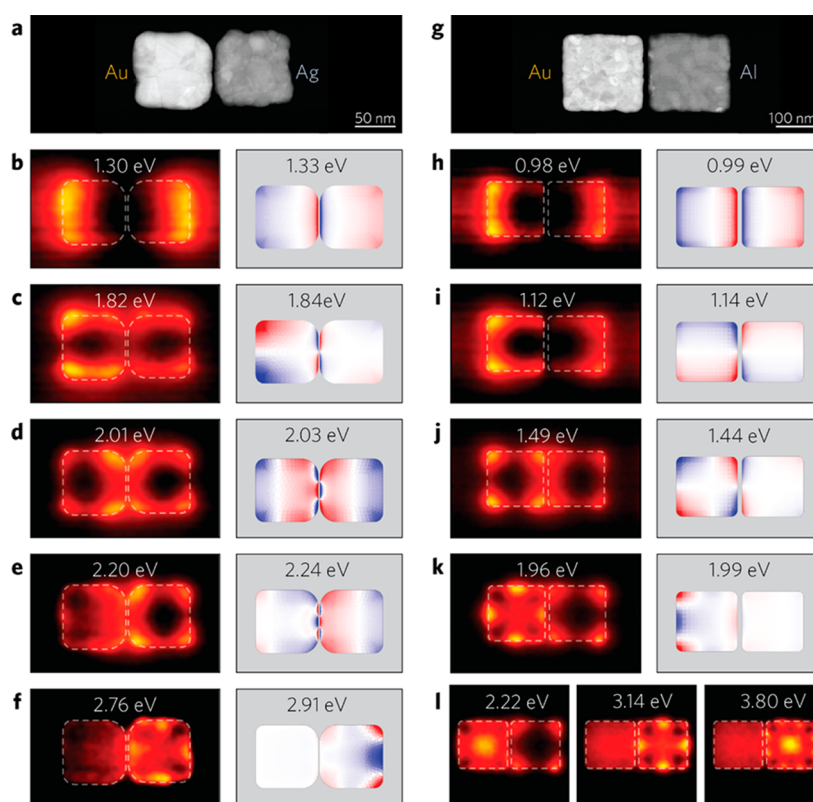 a
Au
Ag
50 nm
b
1.30 eV
1.33 eV
c
1.82 eV
1.84eV
d
2.01 eV
2.03 eV
e
2.20 eV
2.24 eV
f
2.76 eV
2.91 eV
g
Au
Al
100 nm
h
0.98 eV
0.99 eV
i
1.12 eV
1.14 eV
j
1.49 eV
1.44 eV
k
1.96 eV
1.99 eV
l
2.22 eV
3.14 eV
3.80 eV